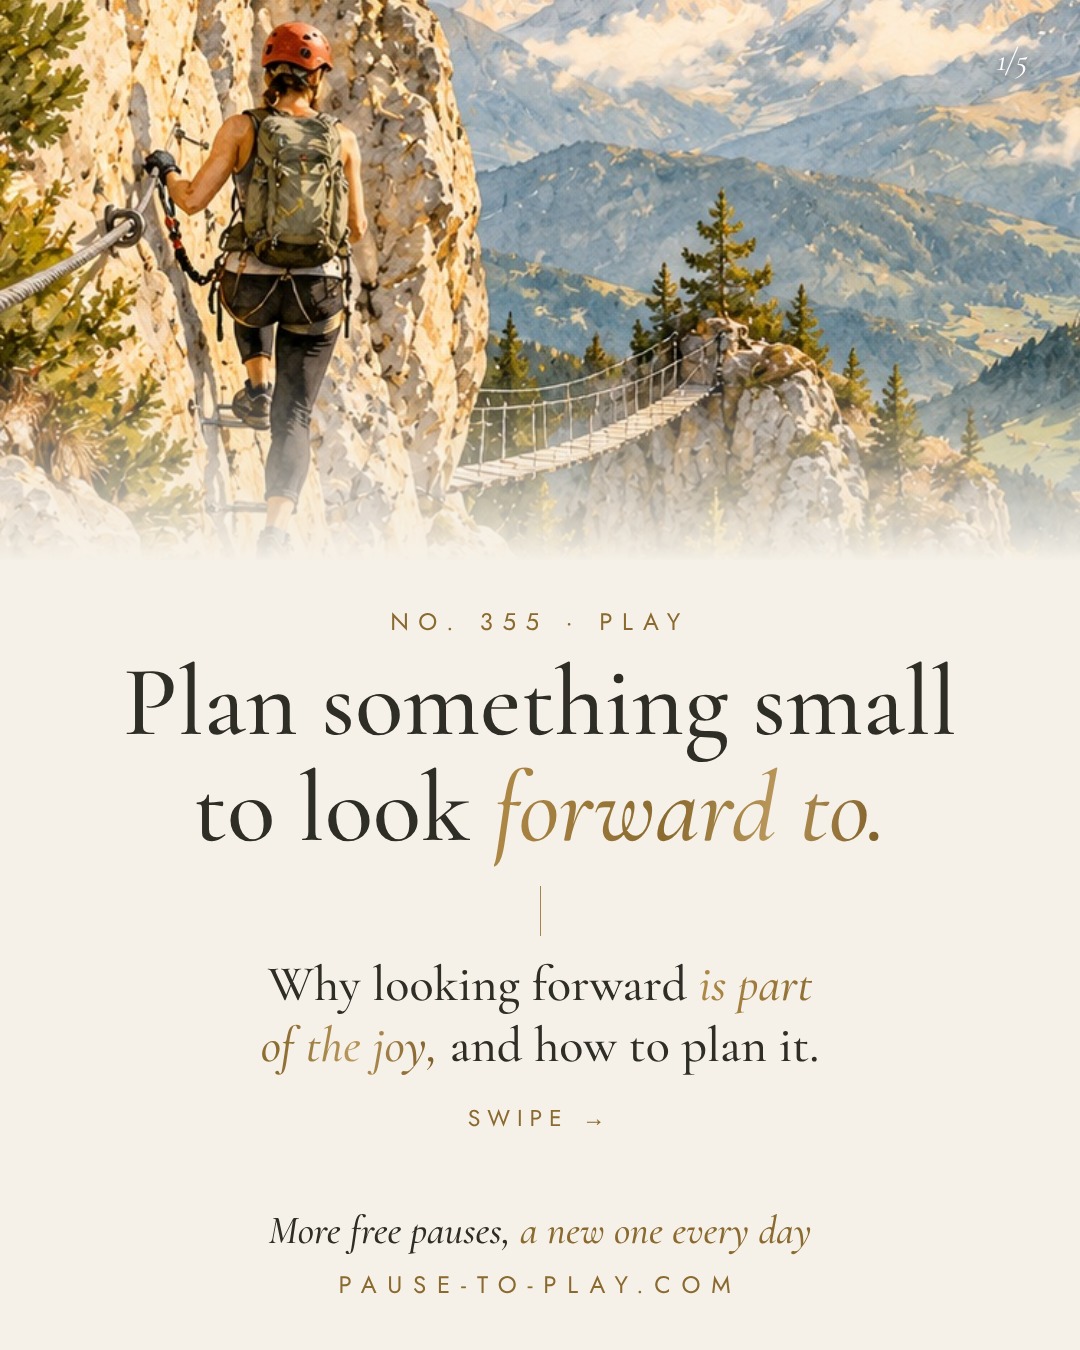 1/5
NO. 355 · PLAY
Plan something small
to look forward to.
Why looking forward is part
of the joy, and how to plan it.
SWIPE →
More free pauses, a new one every day
PAUSE-TO-PLAY.COM